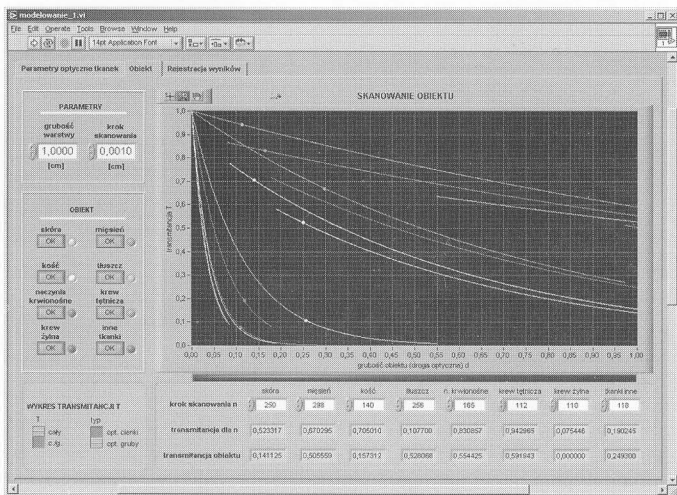 modelowanie_1.vi
File Edit Operate Tools Browse Window Help
14pt Application Font
Parametry optyczne tkanek Obiekt Rejestracja wyników
PARAMETRY
grubość warstwy
krok skanowania
1,0000 0,0010
[cm] [cm]
OBIEKT
skóra mięsień
OK OK
kość tłuszcz
OK OK
naczynia krwionośne
krew tętnicza
OK OK
krew żylna
inne tkanki
OK OK
WYKRES TRANSMITANCJI T
T typ
cały opt. cienki
c./g. opt. gruby
SKANOWANIE OBIEKTU
transmitancja T
1,0
0,9
0,8
0,7
0,6
0,5
0,4
0,3
0,2
0,1
0,0
0,00 0,05 0,10 0,15 0,20 0,25 0,30 0,35 0,40 0,45 0,50 0,55 0,60 0,65 0,70 0,75 0,80 0,85 0,90 0,95 1,00
grubość obiektu (droga optyczna) d
skóra mięsień kość tłuszcz n. krwionośne krew tętnicza krew żylna tkanki inne
krok skanowania n 250 298 140 256 165 112 110 118
transmitancja dla n 0,523317 0,670295 0,705010 0,107700 0,830857 0,942965 0,075446 0,190245
transmitancja obiektu 0,141125 0,505559 0,157312 0,528068 0,554425 0,591943 0,000000 0,249300